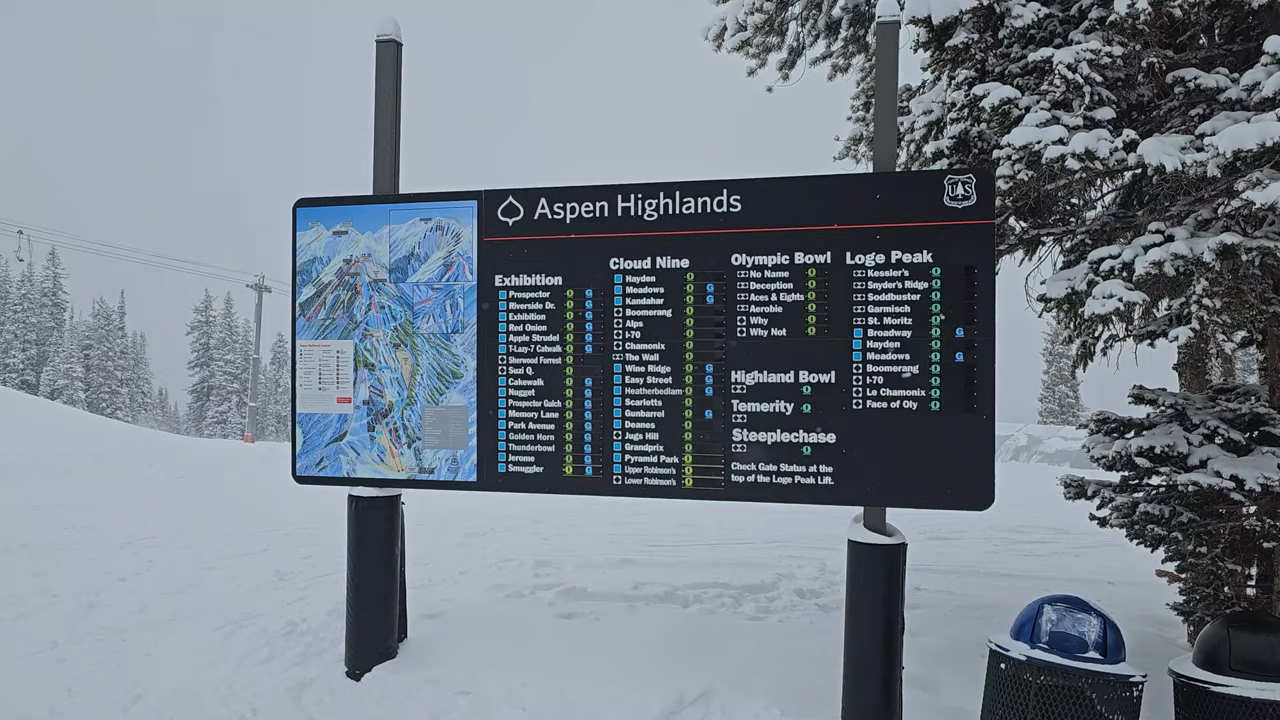 Aspen Highlands
UAS
Exhibition
Prospector O G
Riverside Dr. O G
Exhibition O G
Red Onion O G
Apple Strudel O G
T-Lazy-7 Catwalk O G
Sherwood Forrest O
Suzi Q. O
Cakewalk O G
Nugget O G
Prospector Gulch O G
Memory Lane O G
Park Avenue O G
Golden Horn O G
Thunderbowl O G
Jerome O G
Smuggler O G
Cloud Nine
Hayden O
Meadows O G
Kandahar O G
Boomerang O
Alps O
I-70 O
Chamonix O
The Wall O
Wine Ridge O G
Easy Street O G
Heatherbedlam O G
Scarletts O
Gunbarrel O G
Deanes O
Jugs Hill O
Grandprix O
Pyramid Park O
Upper Robinson's O
Lower Robinson's O
Olympic Bowl
No Name O
Deception O
Aces & Eights O
Aerobie O
Why O
Why Not O
Highland Bowl
O
Temerity O
Steeplechase
O
Check Gate Status at the
top of the Loge Peak Lift.
Loge Peak
Kessler's O
Snyder's Ridge O
Soddbuster O
Garmisch O
St. Moritz O
Broadway O G
Hayden O
Meadows O G
Boomerang O
I-70 O
Le Chamonix O
Face of Oly O